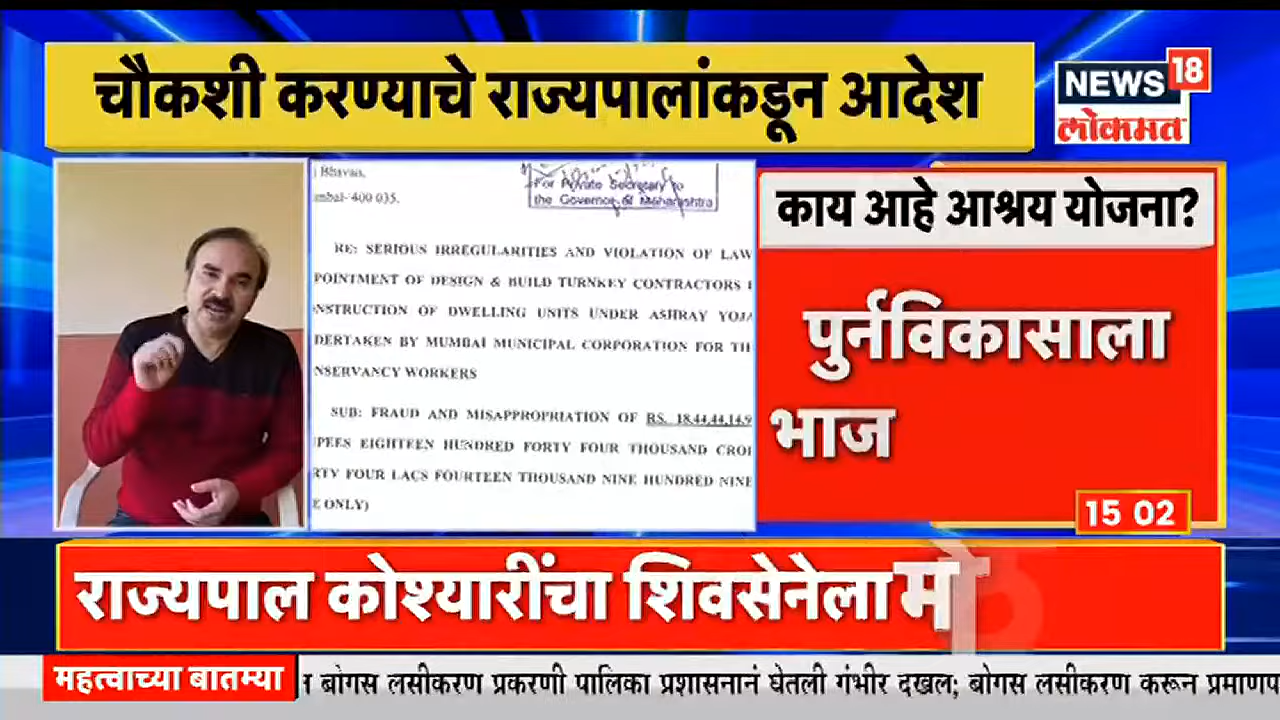 चौकशी करण्याचे राज्यपालांकडून आदेश
NEWS 18
लोकमत
Bhavan,
400 035.
For Private Secretary to
the Governor of Maharashtra
RE: SERIOUS IRREGULARITIES AND VIOLATION OF LAW
POINTMENT OF DESIGN & BUILD TURNKEY CONTRACTORS
NSTRUCTION OF DWELLING UNITS UNDER ASHRAY YOJA
DERTAKEN BY MUMBAI MUNICIPAL CORPORATION FOR TH
NSERVANCY WORKERS
SUB: FRAUD AND MISAPPROPRIATION OF RS. 18,44,44,14,9
PEES EIGHTEEN HUNDRED FORTY FOUR THOUSAND CROR
RTY FOUR LACS FOURTEEN THOUSAND NINE HUNDRED NINE
E ONLY)
काय आहे आश्रय योजना?
पुर्नविकासाला
भाज
15 02
राज्यपाल कोश्यारींचा शिवसेनेला
महत्वाच्या बातम्या
बोगस लसीकरण प्रकरणी पालिका प्रशासनानं घेतली गंभीर दखल; बोगस लसीकरण करून प्रमाणप